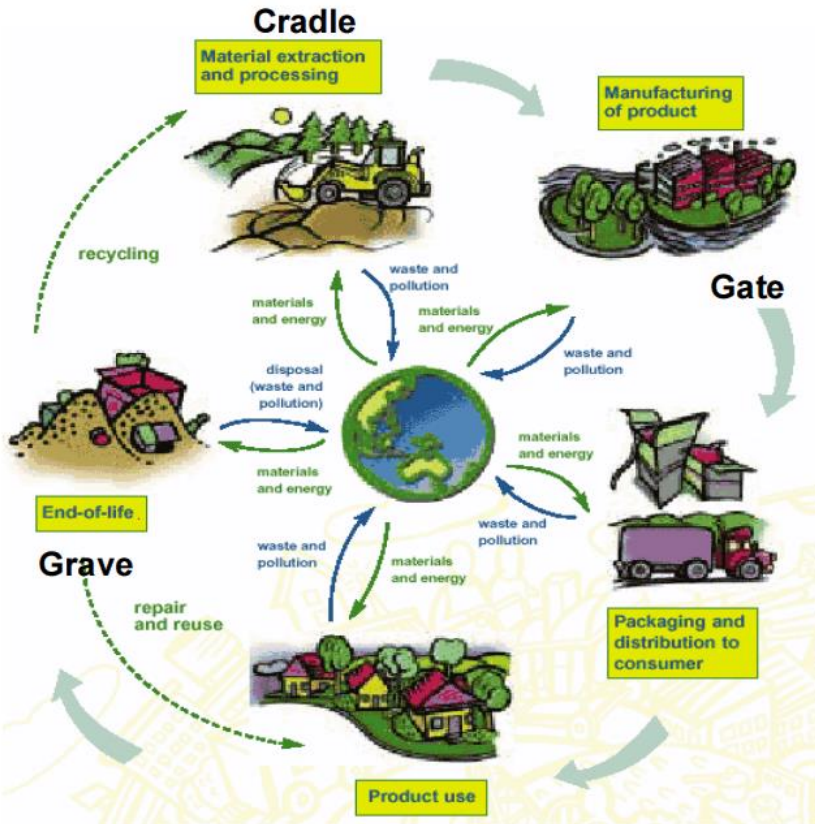 Cradle
Material extraction
and processing
Manufacturing
of product
recycling
waste and
pollution
materials
and energy
materials
and energy
Gate
waste and
pollution
disposal
(waste and
pollution)
materials
and energy
materials
and energy
waste and
pollution
End-of-life
Grave
waste and
pollution
materials
and energy
repair
and reuse
Packaging and
distribution to
consumer
Product use